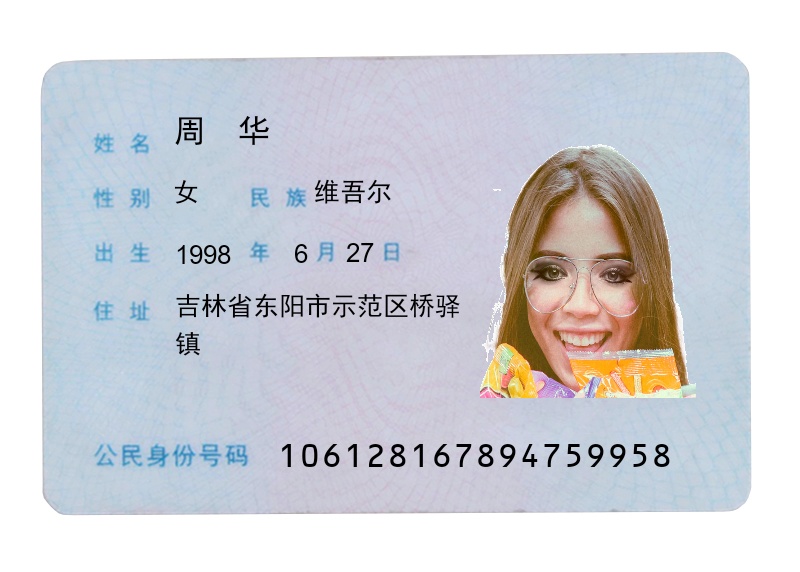 姓名 周 华
性别 女 民族 维吾尔
出生 1998 年 6 月 27 日
住址 吉林省东阳市示范区桥驿
镇
公民身份号码 106128167894759958